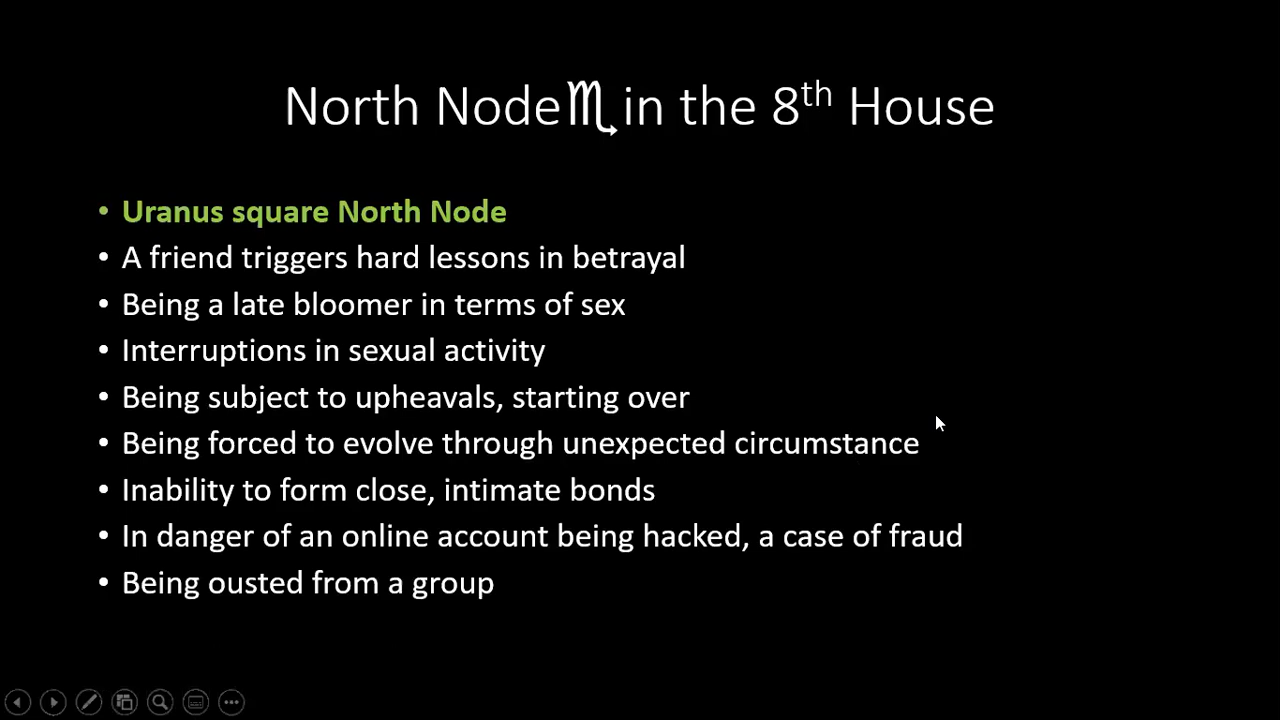 North Node♏in the 8th House
• Uranus square North Node
• A friend triggers hard lessons in betrayal
• Being a late bloomer in terms of sex
• Interruptions in sexual activity
• Being subject to upheavals, starting over
• Being forced to evolve through unexpected circumstance
• Inability to form close, intimate bonds
• In danger of an online account being hacked, a case of fraud
• Being ousted from a group